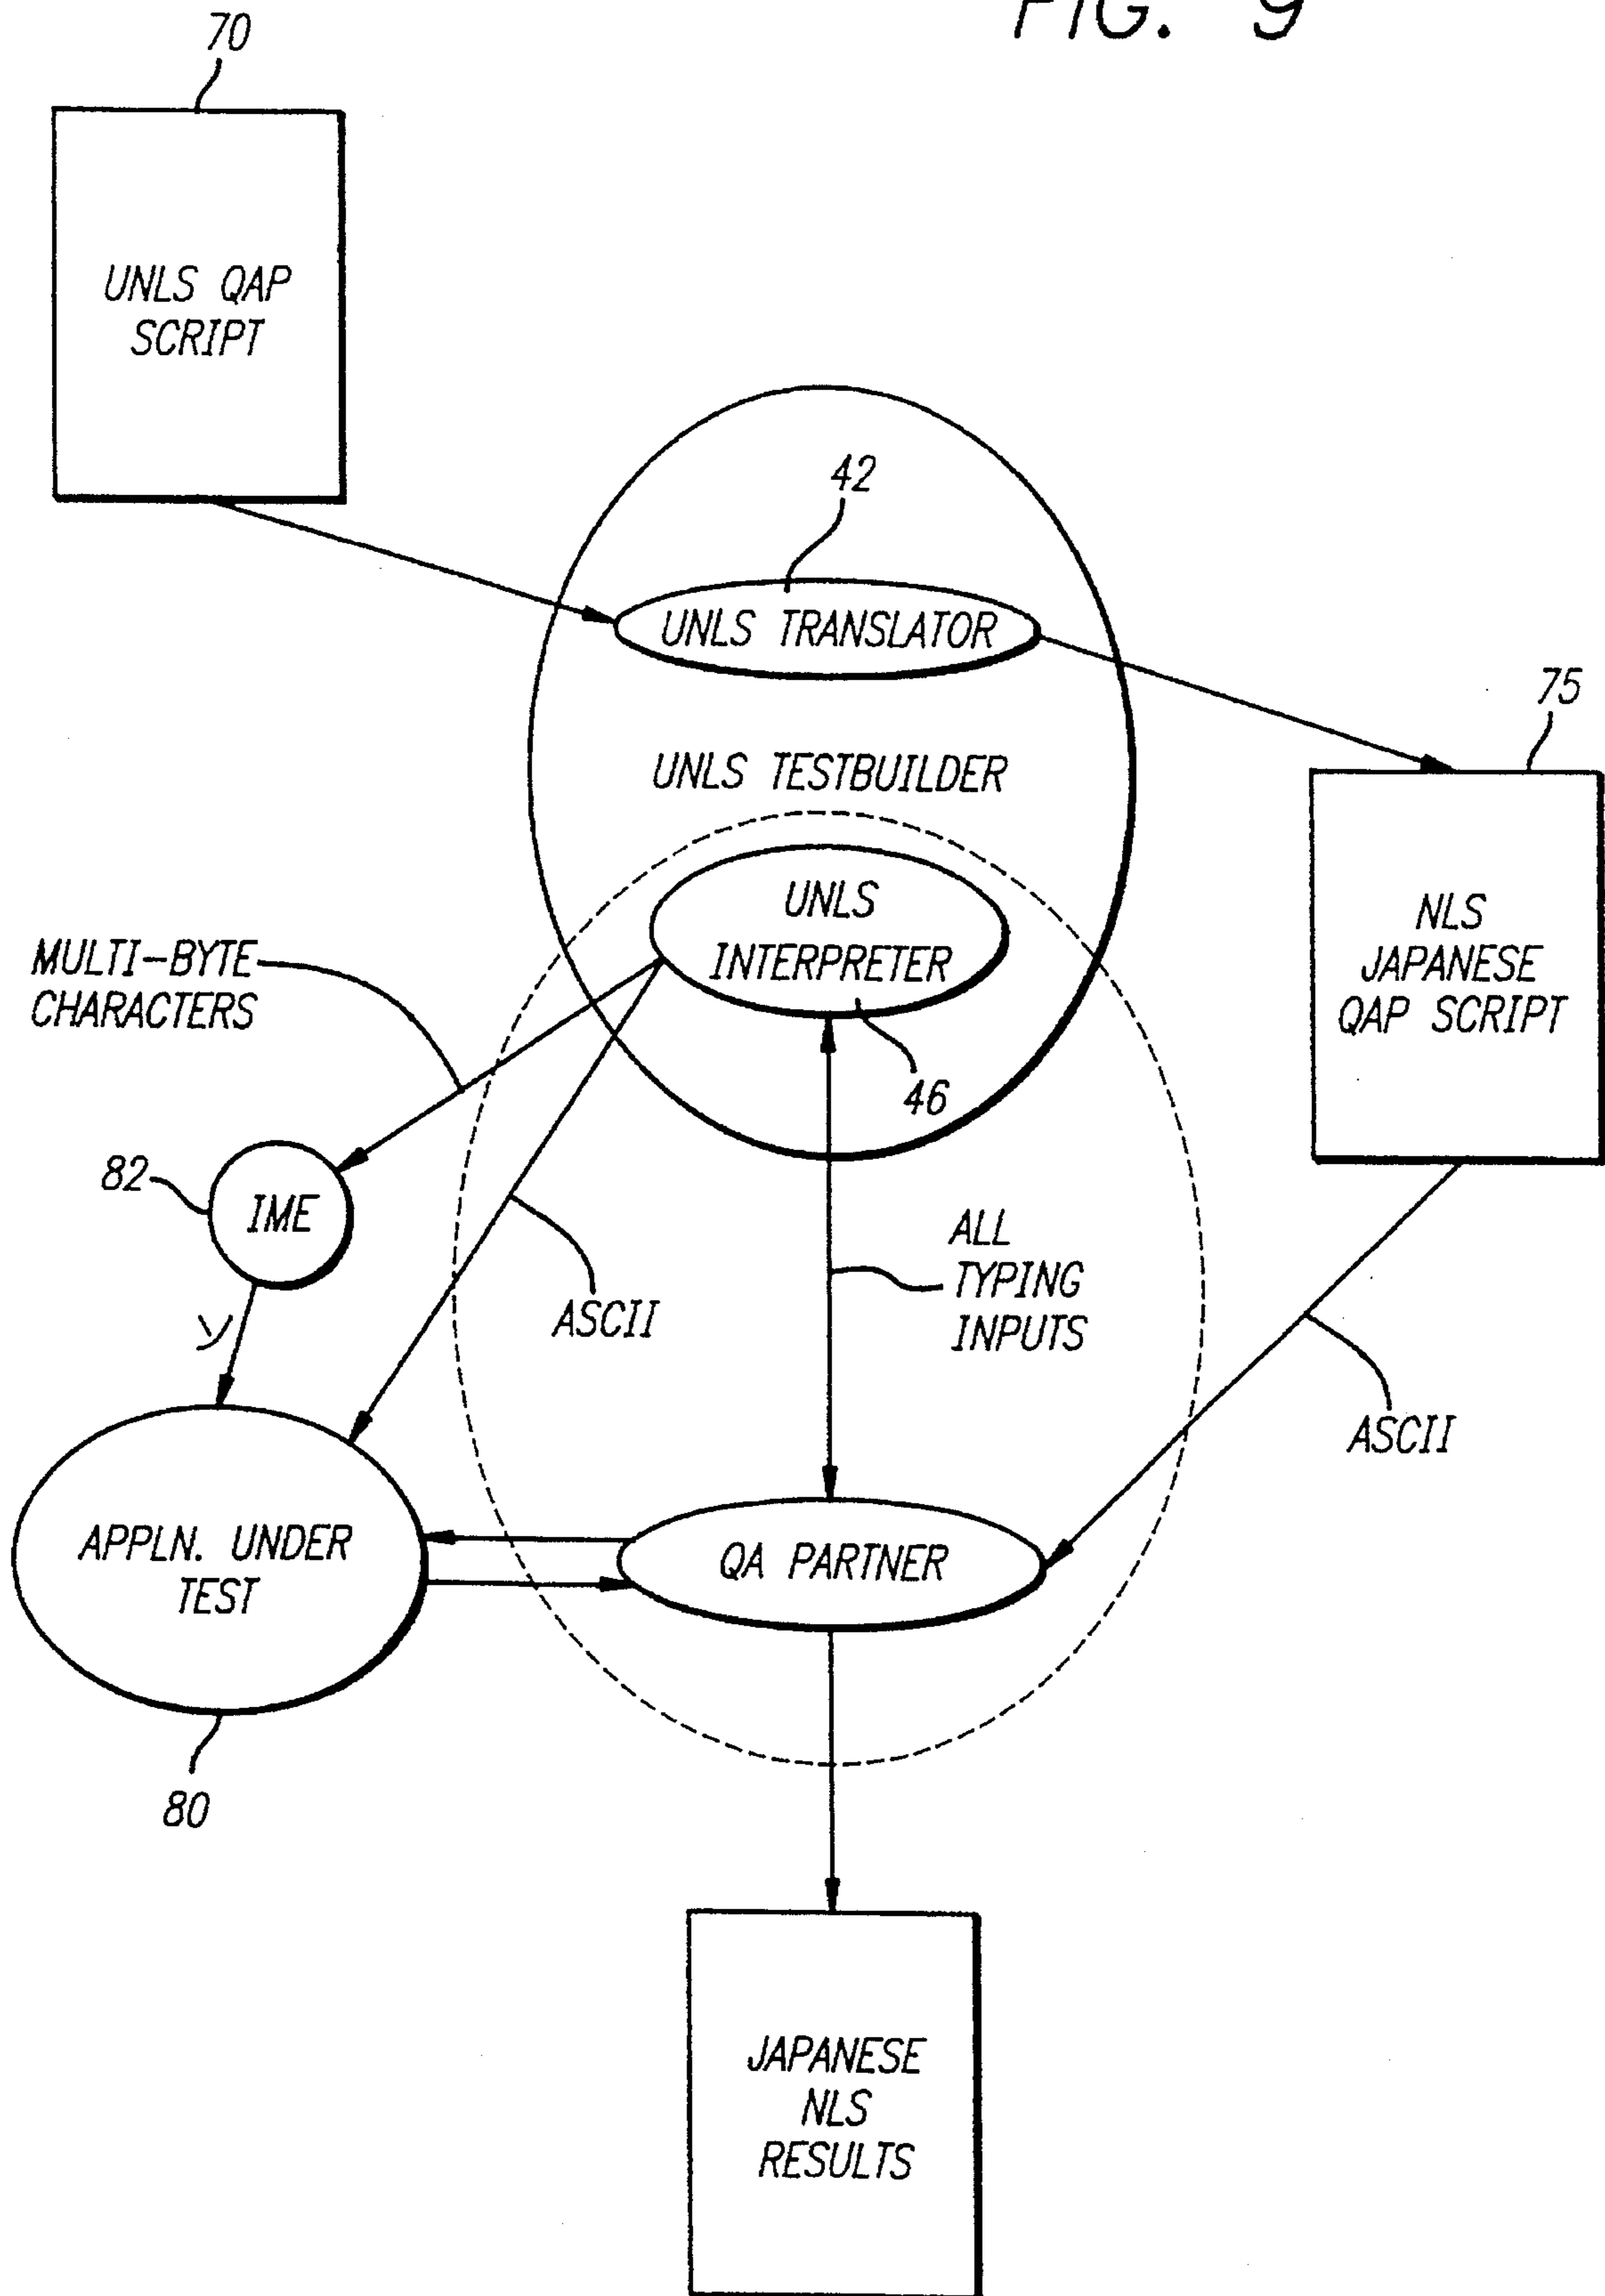 FIG. 9
70
UNLS QAP
SCRIPT
42
UNLS TRANSLATOR
75
UNLS TESTBUILDER
UNLS
INTERPRETER
NLS
JAPANESE
QAP SCRIPT
MULTI-BYTE
CHARACTERS
46
82
IME
ALL
TYPING
INPUTS
ASCII
ソ
ASCII
APPLN. UNDER
TEST
QA PARTNER
80
JAPANESE
NLS
RESULTS